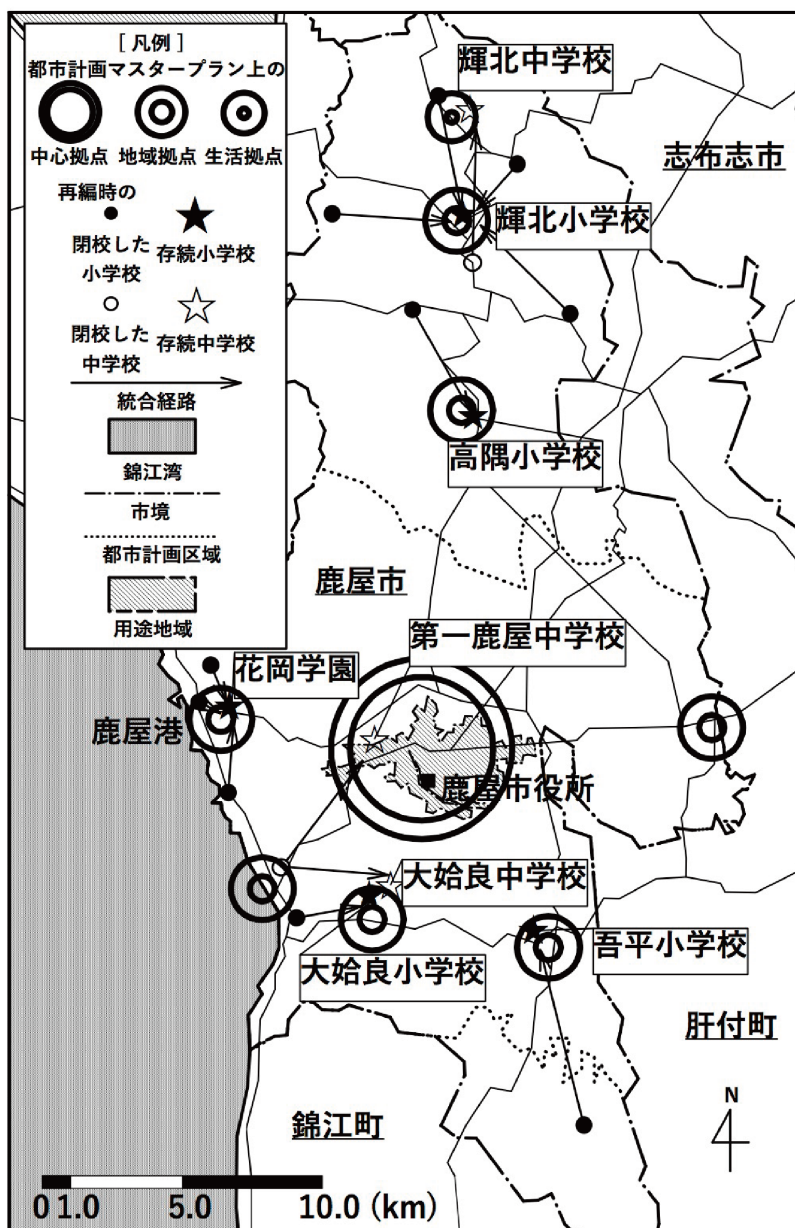 [ 凡例 ]
都市計画マスタープラン上の
中心拠点 地域拠点 生活拠点
再編時の
閉校した
小学校
存続小学校
閉校した
中学校
存続中学校
統合経路
錦江湾
市境
都市計画区域
用途地域
輝北中学校
志布志市
輝北小学校
高隈小学校
鹿屋市
第一鹿屋中学校
花岡学園
鹿屋港
鹿屋市役所
大姶良中学校
吾平小学校
大姶良小学校
肝付町
錦江町
N
0 1.0 5.0 10.0 (km)